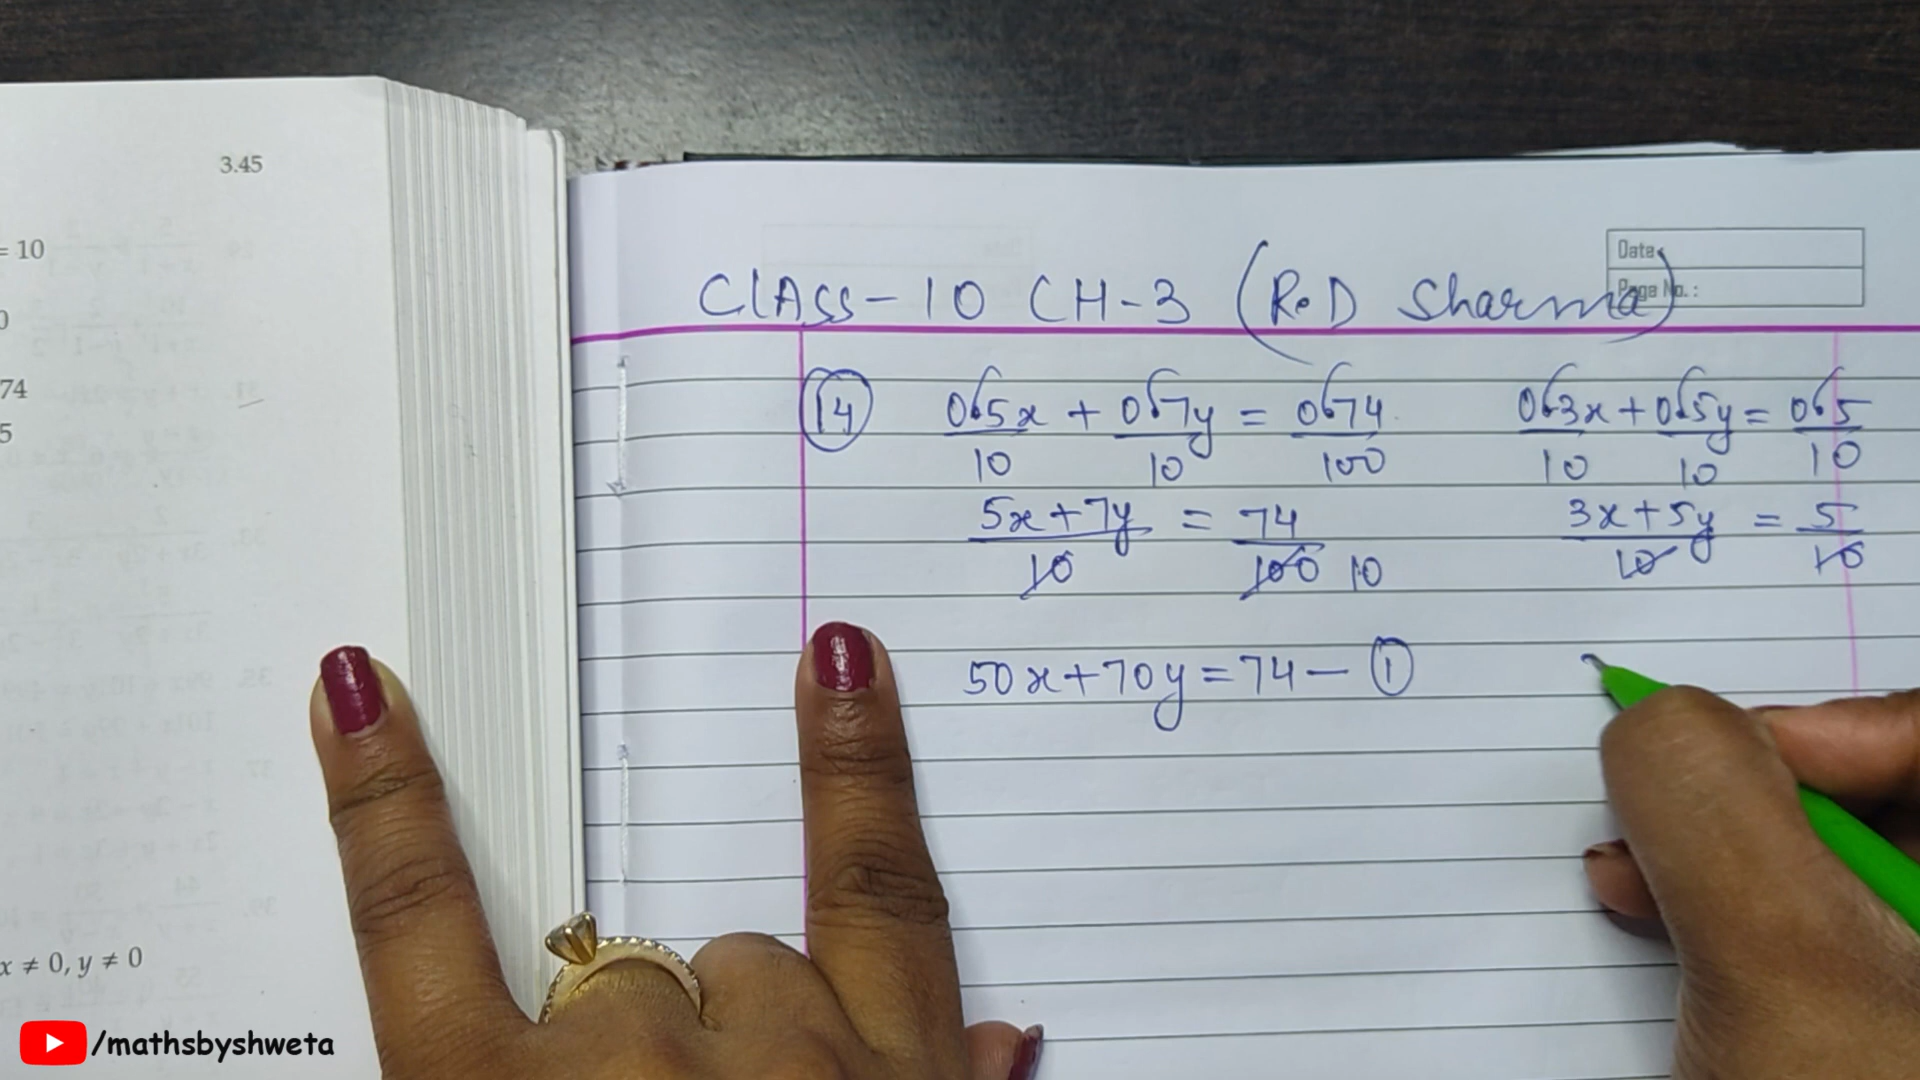 3.45
= 10
0
74
5
x ≠ 0, y ≠ 0
Date
Page No. :
CLASS-10 CH-3 (R.D Sharma)
14 0.5x/10 + 0.7y/10 = 0.74/100 0.3x/10 + 0.5y/10 = 0.5/10
5x+7y/10 = 74/100 10 3x+5y/10 = 5/10
50x+70y=74 — 1
/mathsbyshweta